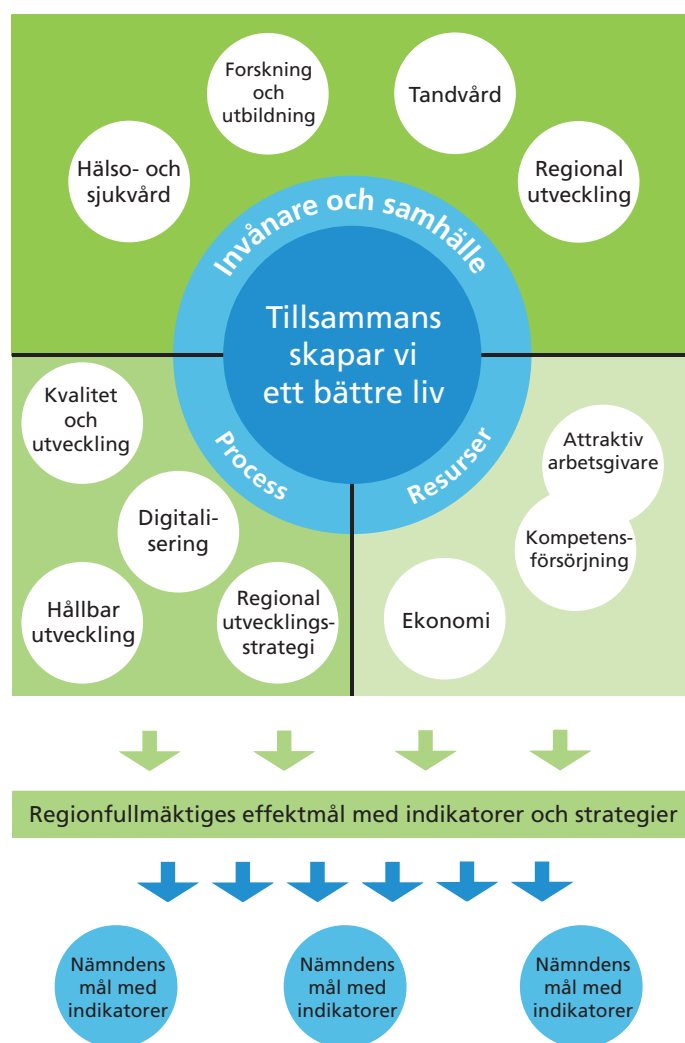 Forskning
och
utbildning
Tandvård
Hälso- och
sjukvård
Regional
utveckling
Invånare och samhälle
Tillsammans
skapar vi
ett bättre liv
Process
Resurser
Kvalitet
och
utveckling
Digitali-
sering
Hållbar
utveckling
Regional
utvecklings-
strategi
Attraktiv
arbetsgivare
Kompetens-
försörjning
Ekonomi
Regionfullmäktiges effektmål med indikatorer och strategier
Nämndens
mål med
indikatorer
Nämndens
mål med
indikatorer
Nämndens
mål med
indikatorer